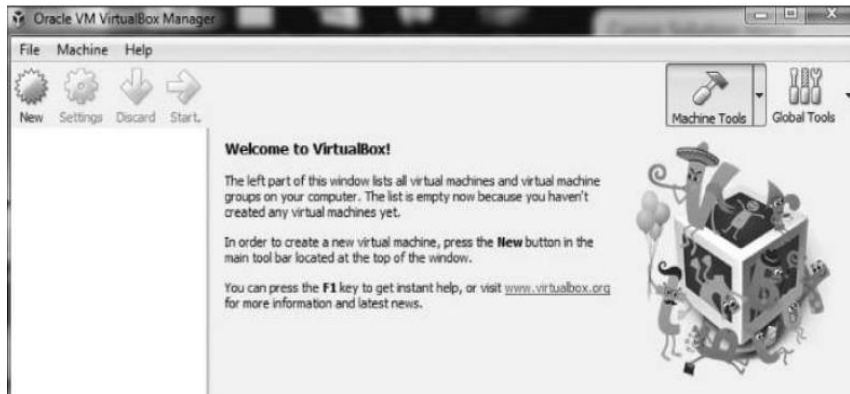 Oracle VM VirtualBox Manager
File Machine Help
New Settings Discard Start.
Machine Tools Global Tools
Welcome to VirtualBox!
The left part of this window lists all virtual machines and virtual machine
groups on your computer. The list is empty now because you haven't
created any virtual machines yet.
In order to create a new virtual machine, press the New button in the
main tool bar located at the top of the window.
You can press the F1 key to get instant help, or visit www.virtualbox.org
for more information and latest news.